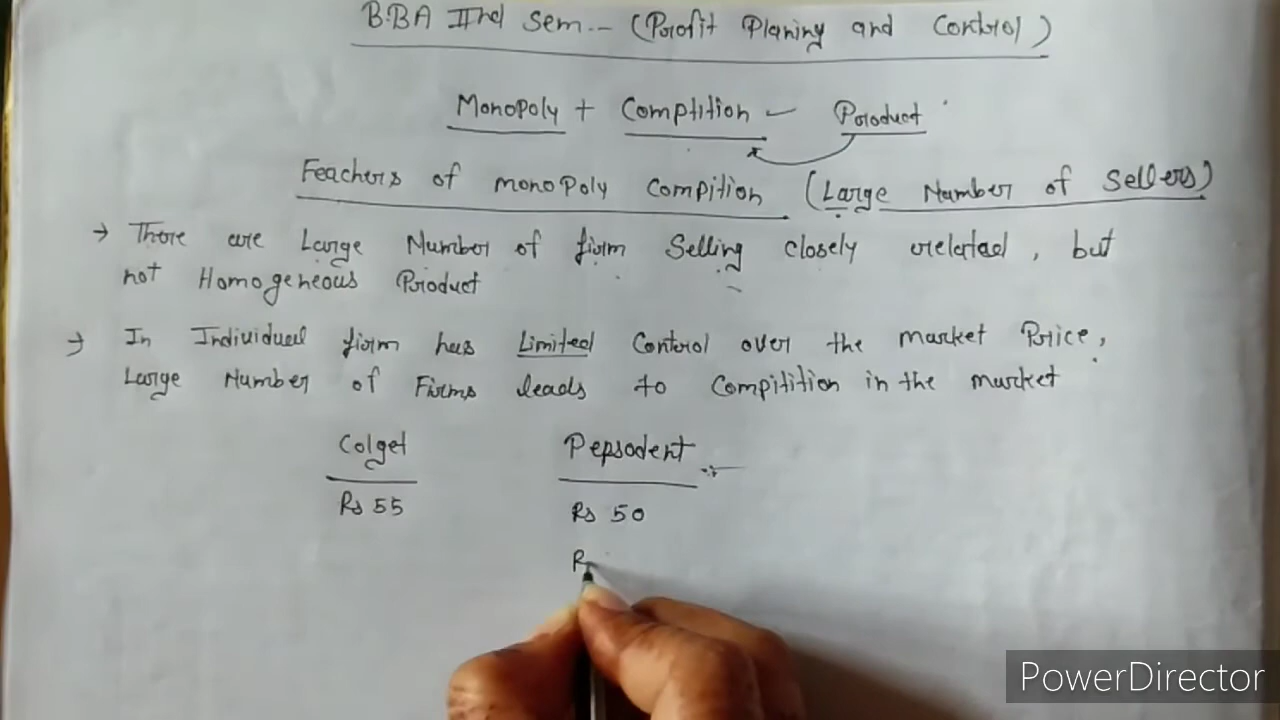 B.BA IInd Sem.- (Profit Planing and Control)
Monopoly + Comptition - Product
Feachers of monopoly Compition (Large Number of Sellers)
→ There are Large Number of firm Selling closely related, but
not Homogeneous Product
→ In Individual firm has Limited Control over the market Price,
Large Number of Firms leads to Compitition in the market
Colget Pepsodent
Rs 55 Rs 50
R
PowerDirector